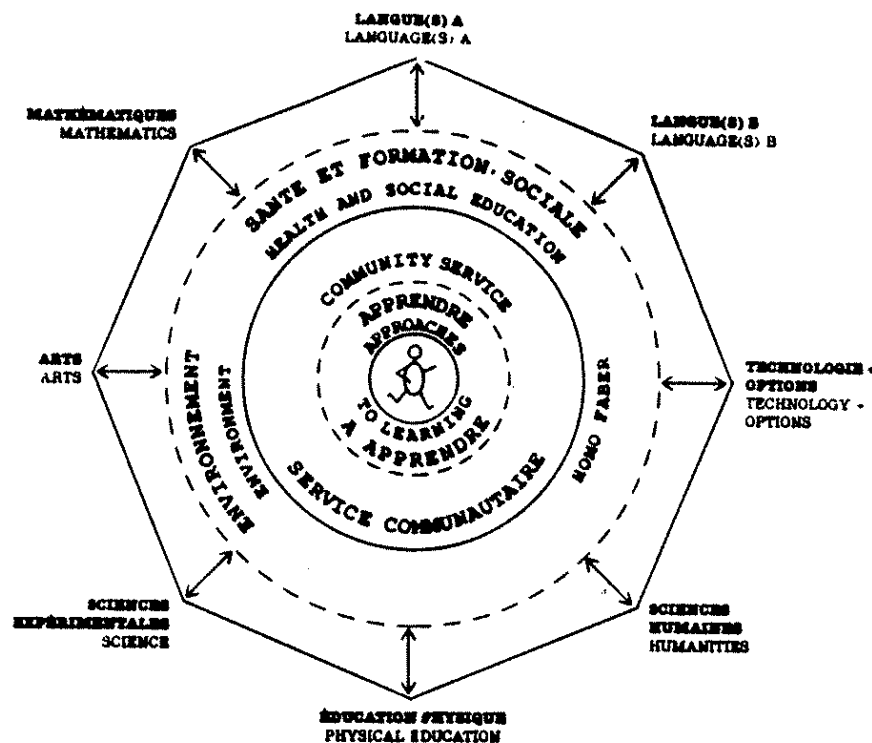 LANGUE(S) A
LANGUAGE(S) A
MATHÉMATIQUES
MATHEMATICS
LANGUE(S) B
LANGUAGE(S) B
SANTE ET FORMATION SOCIALE
HEALTH AND SOCIAL EDUCATION
COMMUNITY SERVICE
APPRENDRE
APPROACHES
TO LEARNING
A APPRENDRE
SERVICE COMMUNAUTAIRE
ARTS
ARTS
ENVIRONNEMENT
ENVIRONMENT
HOMO FABER
TECHNOLOGIE +
OPTIONS
TECHNOLOGY +
OPTIONS
SCIENCES
EXPÉRIMENTALES
SCIENCE
SCIENCES
HUMAINES
HUMANITIES
ÉDUCATION PHYSIQUE
PHYSICAL EDUCATION